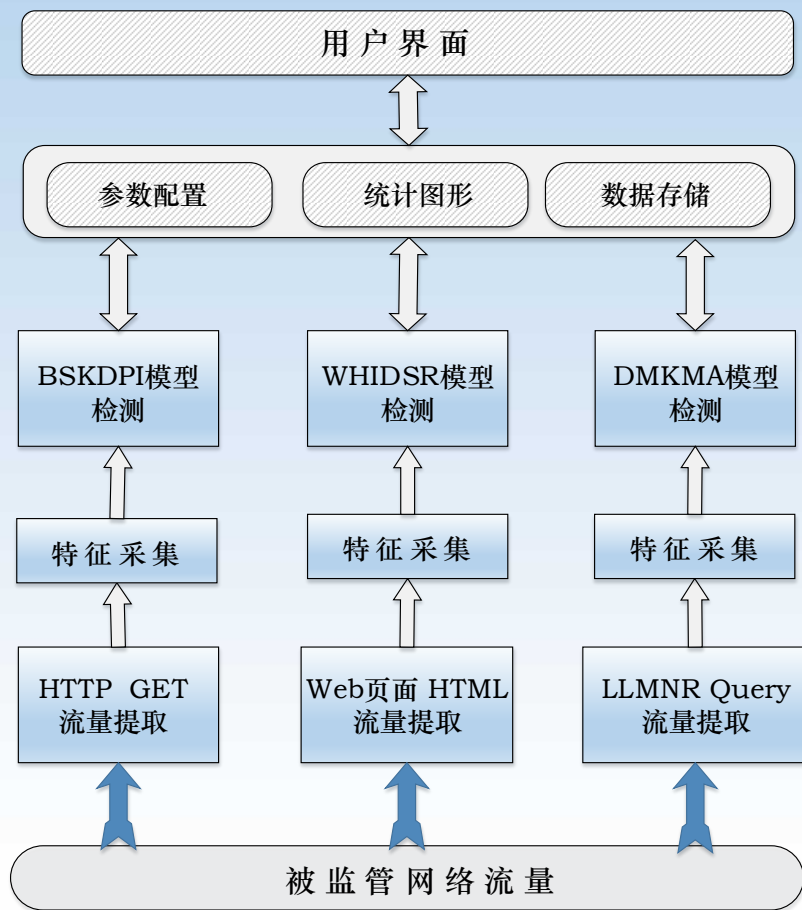 用户界面
参数配置 统计图形 数据存储
BSKDPI模型
检测
WHIDSR模型
检测
DMKMA模型
检测
特征采集 特征采集 特征采集
HTTP GET
流量提取
Web页面 HTML
流量提取
LLMNR Query
流量提取
被监管网络流量